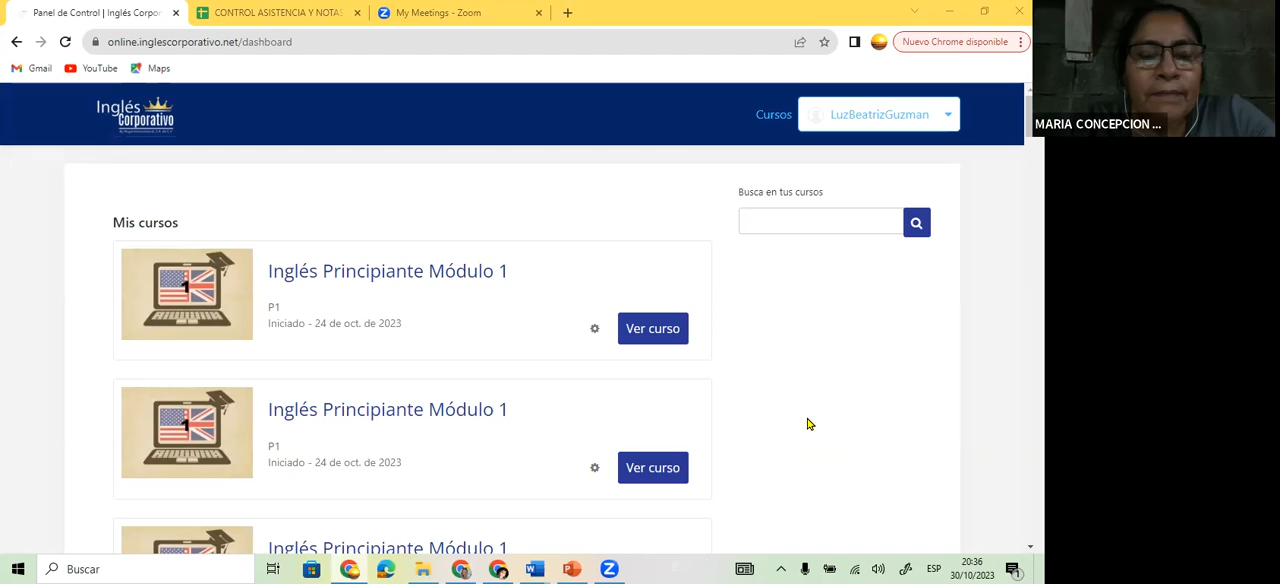 Panel de Control | Inglés Corpor
CONTROL ASISTENCIA Y NOTAS
My Meetings - Zoom
online.inglescorporativo.net/dashboard
Nuevo Chrome disponible
Gmail
YouTube
Maps
MARIA CONCEPCION ...
Inglés
Corporativo
Cursos
LuzBeatrizGuzman
Busca en tus cursos
Mis cursos
Inglés Principiante Módulo 1
P1
Iniciado - 24 de oct. de 2023
Ver curso
1
Inglés Principiante Módulo 1
P1
Iniciado - 24 de oct. de 2023
Ver curso
1
Inglés Principiante Módulo 1
Buscar
ESP
20:36
30/10/2023
1